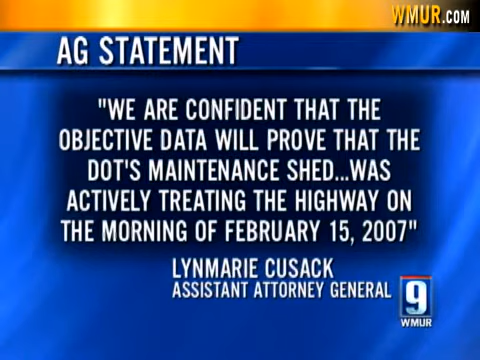 WMUR.COM
AG STATEMENT
"WE ARE CONFIDENT THAT THE
OBJECTIVE DATA WILL PROVE THAT THE
DOT'S MAINTENANCE SHED...WAS
ACTIVELY TREATING THE HIGHWAY ON
THE MORNING OF FEBRUARY 15, 2007"
LYNMARIE CUSACK
ASSISTANT ATTORNEY GENERAL
9
WMUR